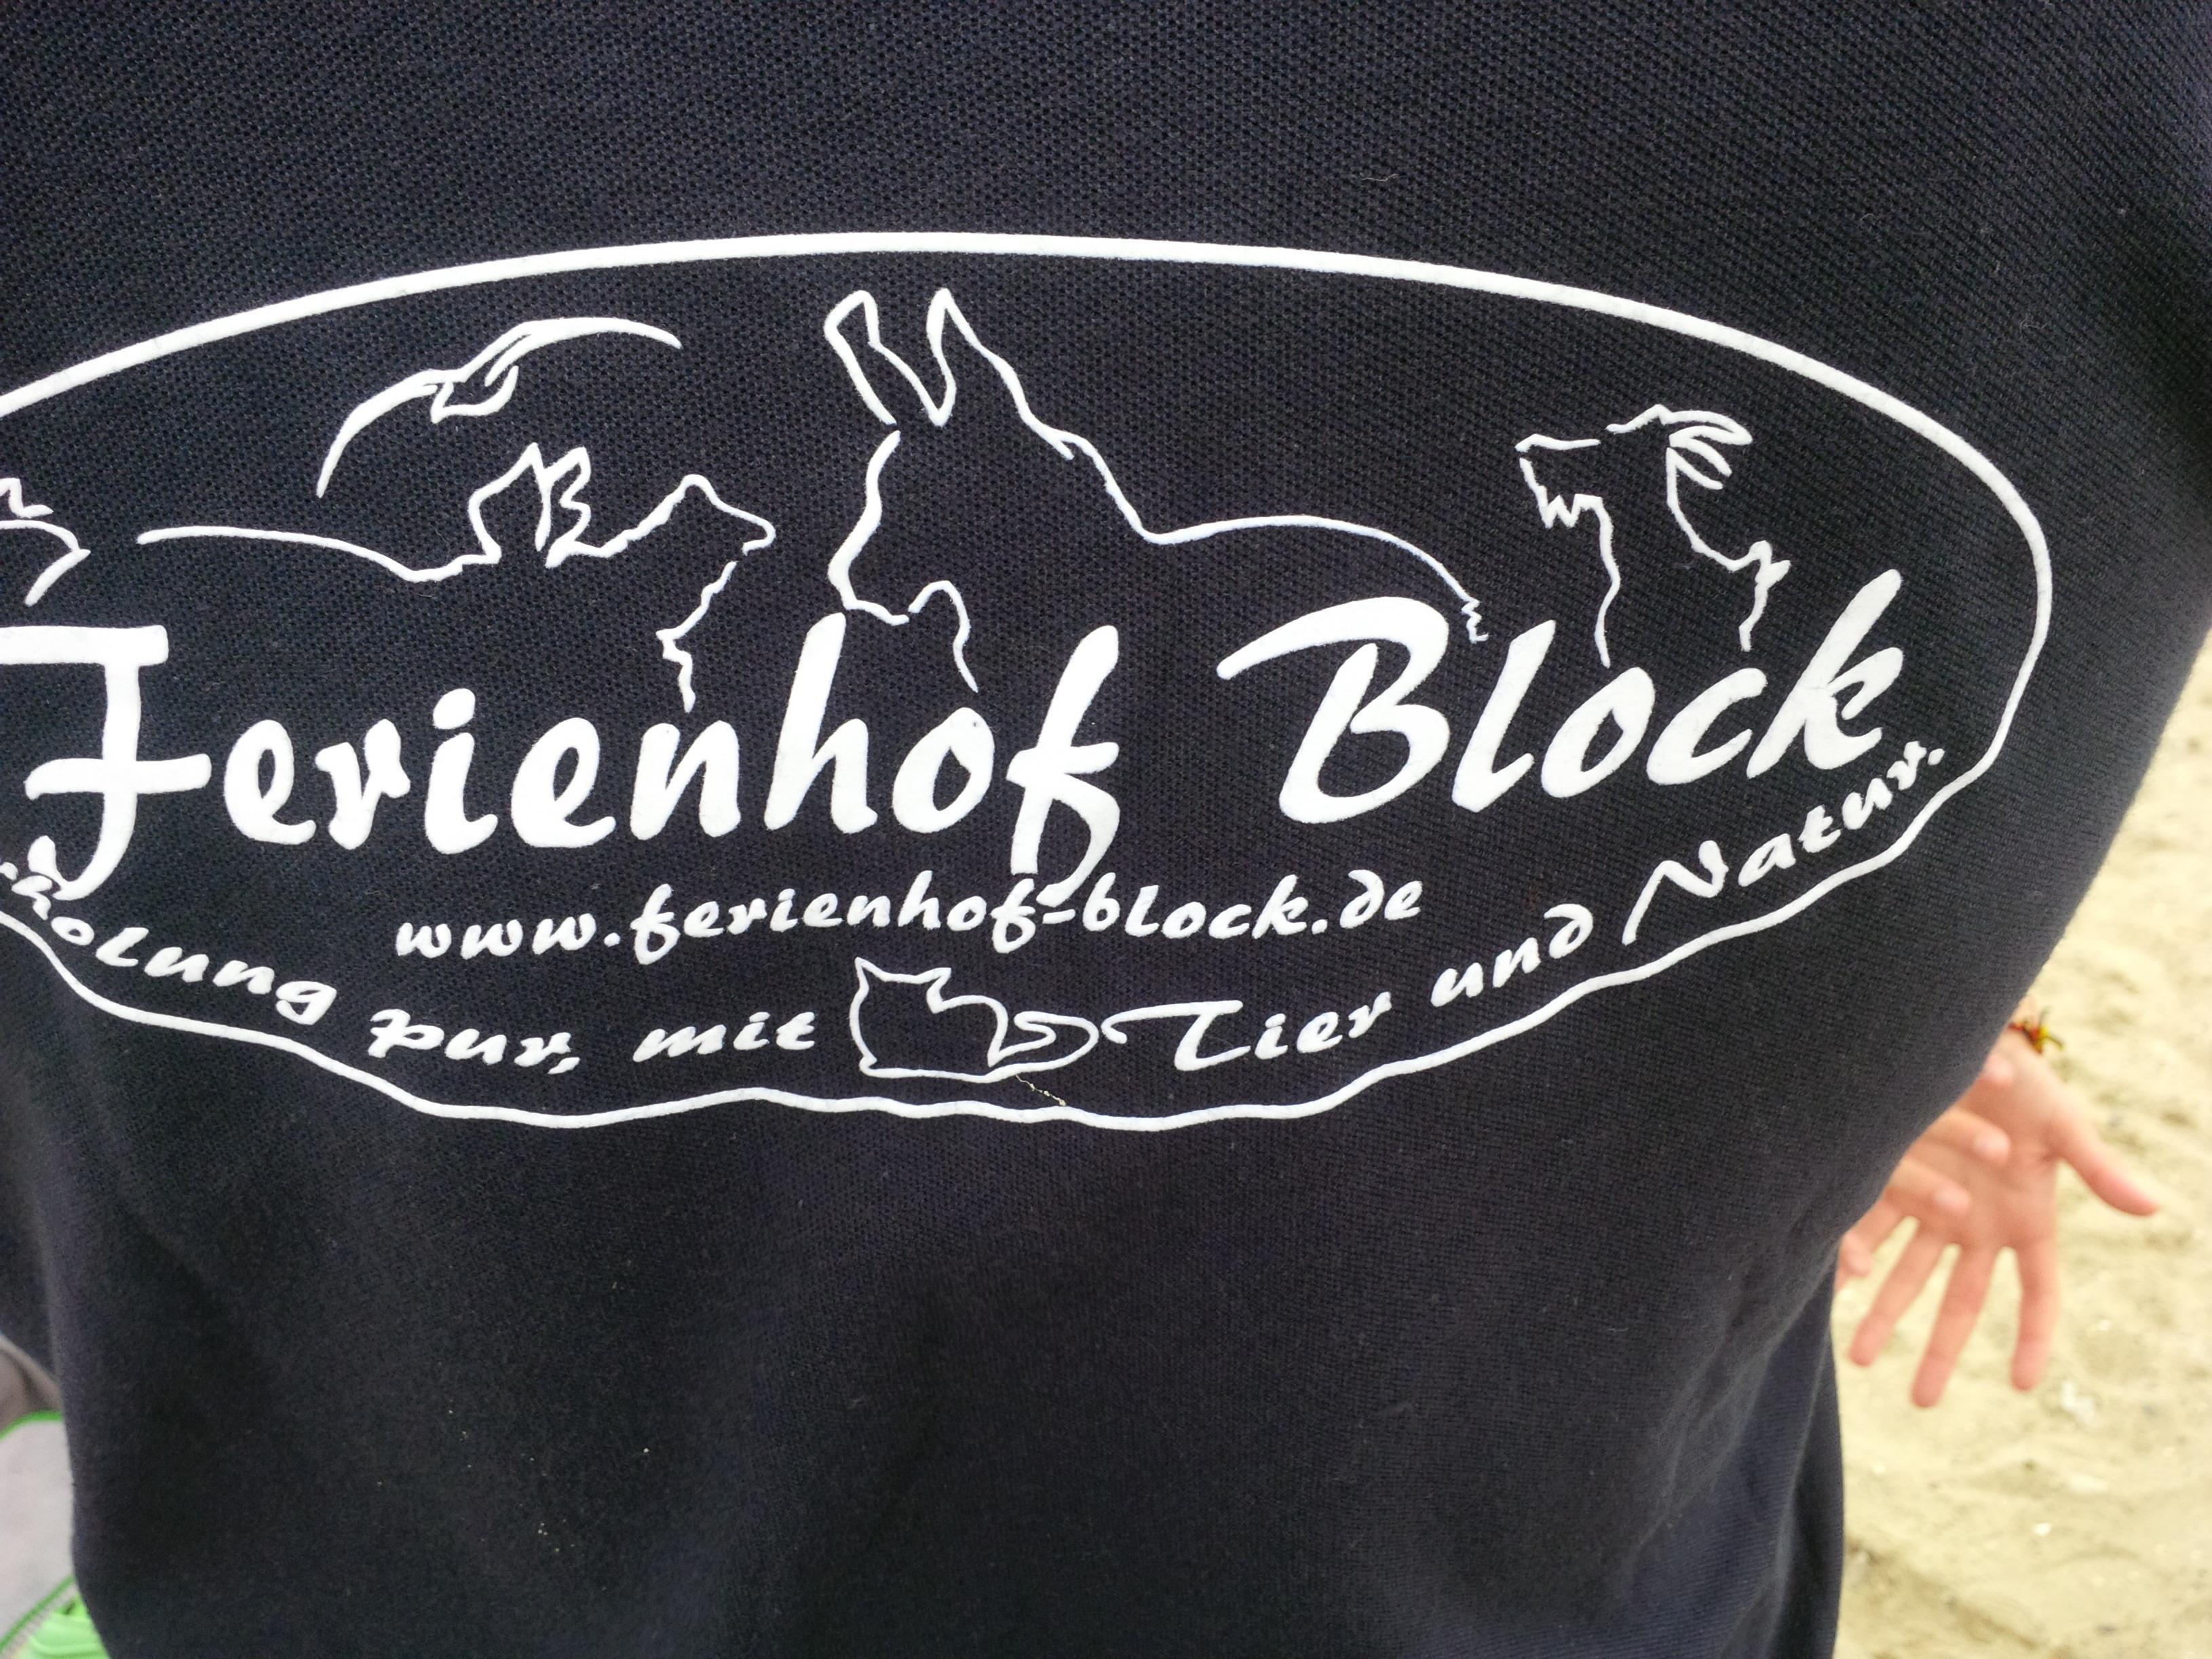 Ferienhof Block
www.ferienhof-block.de
holung pur, mit Tier und Natur.